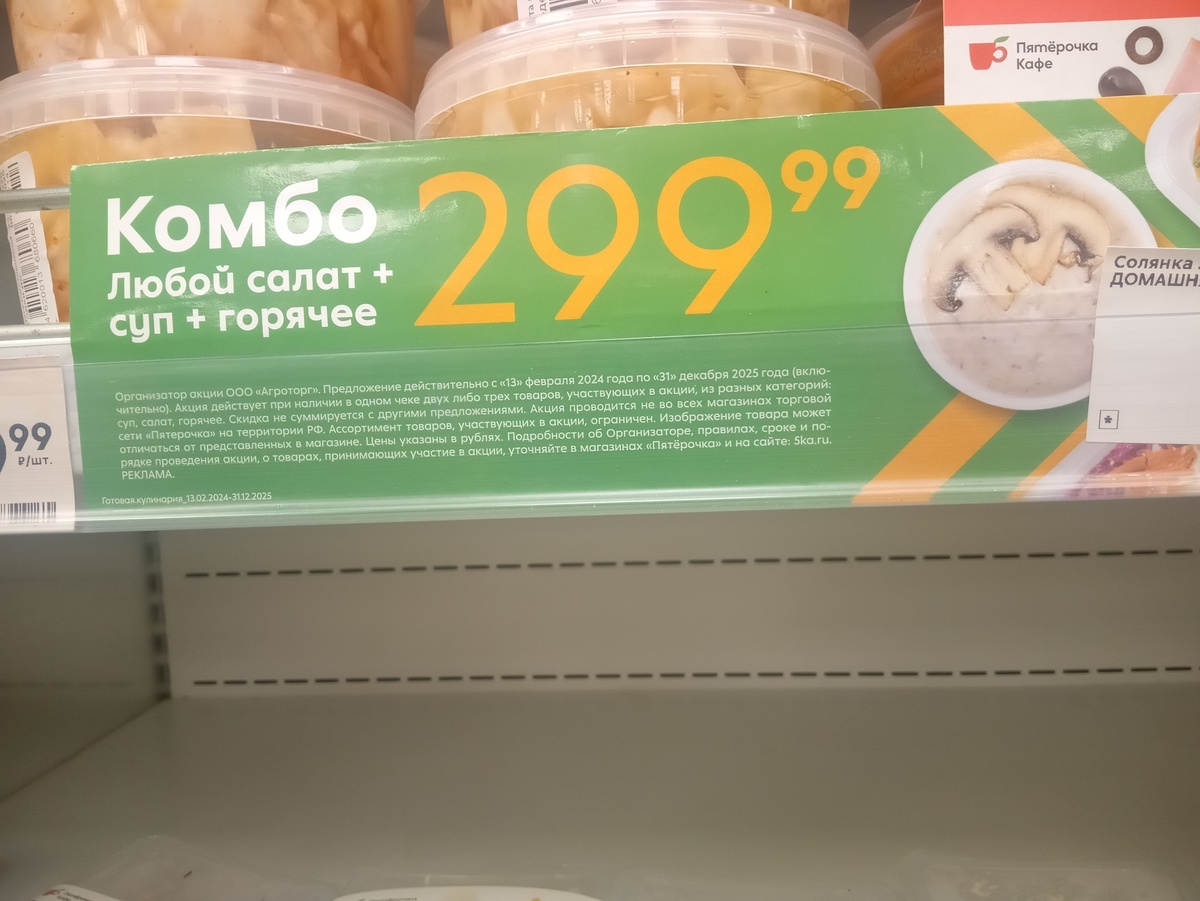 Пятёрочка
Кафе
Комбо
Любой салат +
суп + горячее
299 99
Солянка
ДОМАШН
*
99
₽/шт.
Организатор акции ООО «Агроторг». Предложение действительно с «13» февраля 2024 года по «31» декабря 2025 года (вклю-
чительно). Акция действует при наличии в одном чеке двух либо трех товаров, участвующих в акции, из разных категорий:
суп, салат, горячее. Скидка не суммируется с другими предложениями. Акция проводится не во всех магазинах торговой
сети «Пятерочка» на территории РФ. Ассортимент товаров, участвующих в акции, ограничен. Изображение товара может
отличаться от представленных в магазине. Цены указаны в рублях. Подробности об Организаторе, правилах, сроке и по-
рядке проведения акции, о товарах, принимающих участие в акции, уточняйте в магазинах «Пятёрочка» и на сайте: 5ka.ru.
РЕКЛАМА.
Готовая.кулинария_13.02.2024-31.12.2025